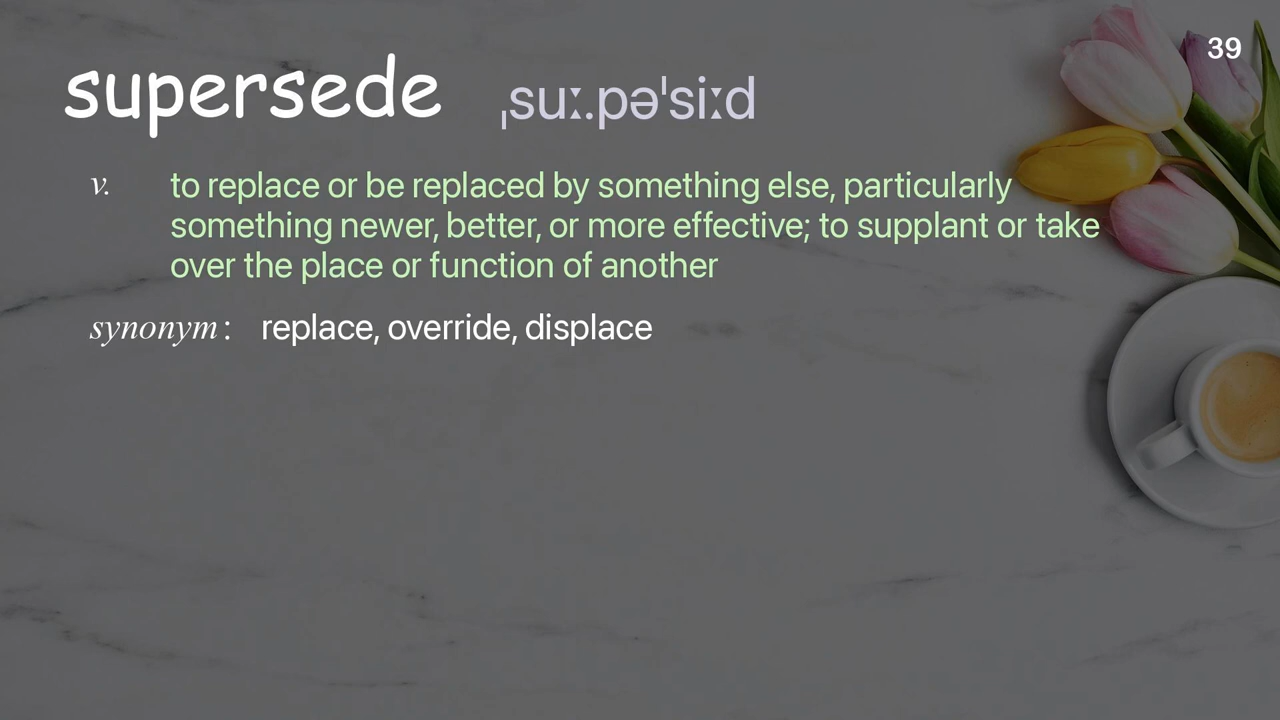 39
supersede ˌsuː.pəˈsiːd
v. to replace or be replaced by something else, particularly
something newer, better, or more effective; to supplant or take
over the place or function of another
synonym: replace, override, displace